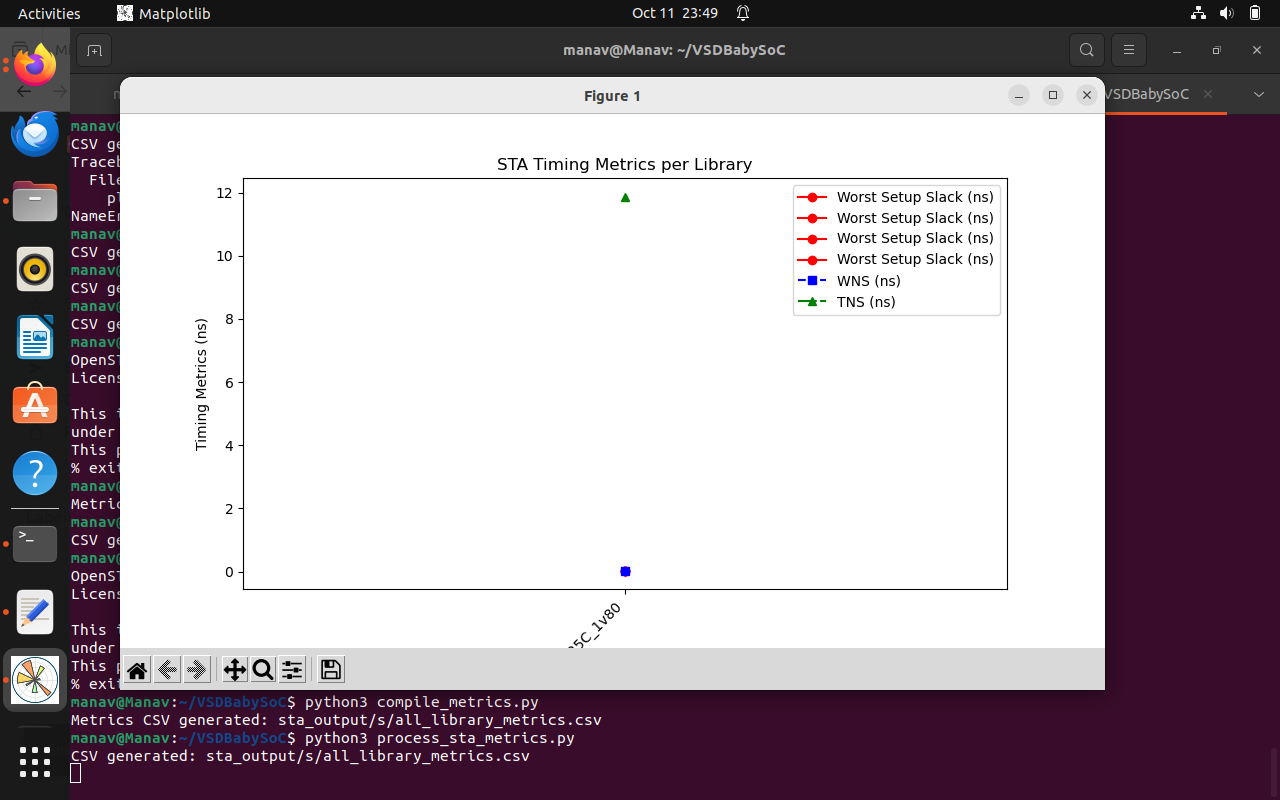 Activities
Matplotlib
Oct 11 23:49
manav@Manav: ~/VSDBabySoC
VSDBabySoC
Figure 1
STA Timing Metrics per Library
12
10
8
6
4
2
0
Timing Metrics (ns)
Worst Setup Slack (ns)
Worst Setup Slack (ns)
Worst Setup Slack (ns)
Worst Setup Slack (ns)
WNS (ns)
TNS (ns)
5C_1v80
manav@
CSV ge
Traceb
File
pl
NameEr
manav@
CSV ge
manav@
CSV ge
manav@
CSV ge
manav@
OpenST
Licens
This i
under
This p
% exit
manav@
Metric
manav@
CSV ge
manav@
OpenST
Licens
This i
under
This p
% exit
manav@Manav:~/VSDBabySoC$ python3 compile_metrics.py
Metrics CSV generated: sta_output/s/all_library_metrics.csv
manav@Manav:~/VSDBabySoC$ python3 process_sta_metrics.py
CSV generated: sta_output/s/all_library_metrics.csv